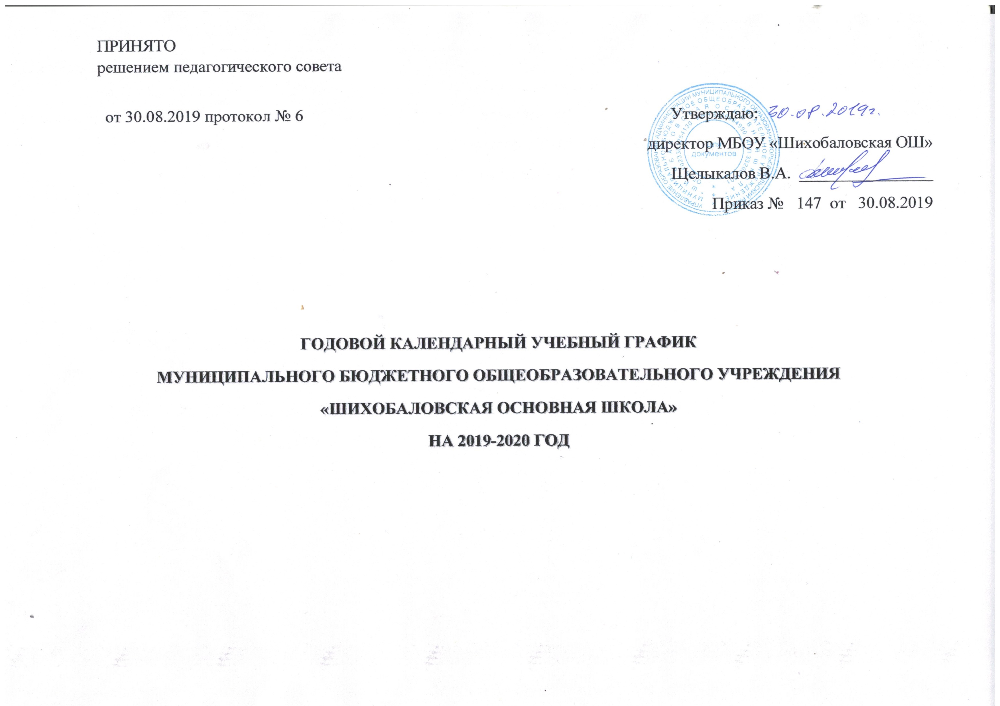 ПРИНЯТО
решением педагогического совета
от 30.08.2019 протокол № 6
Утверждаю: 30.08.2019г.
директор МБОУ «Шихобаловская ОШ»
Щелыкалов В.А.
Приказ № 147 от 30.08.2019
документов
ГОДОВОЙ КАЛЕНДАРНЫЙ УЧЕБНЫЙ ГРАФИК
МУНИЦИПАЛЬНОГО БЮДЖЕТНОГО ОБЩЕОБРАЗОВАТЕЛЬНОГО УЧРЕЖДЕНИЯ
«ШИХОБАЛОВСКАЯ ОСНОВНАЯ ШКОЛА»
НА 2019-2020 ГОД